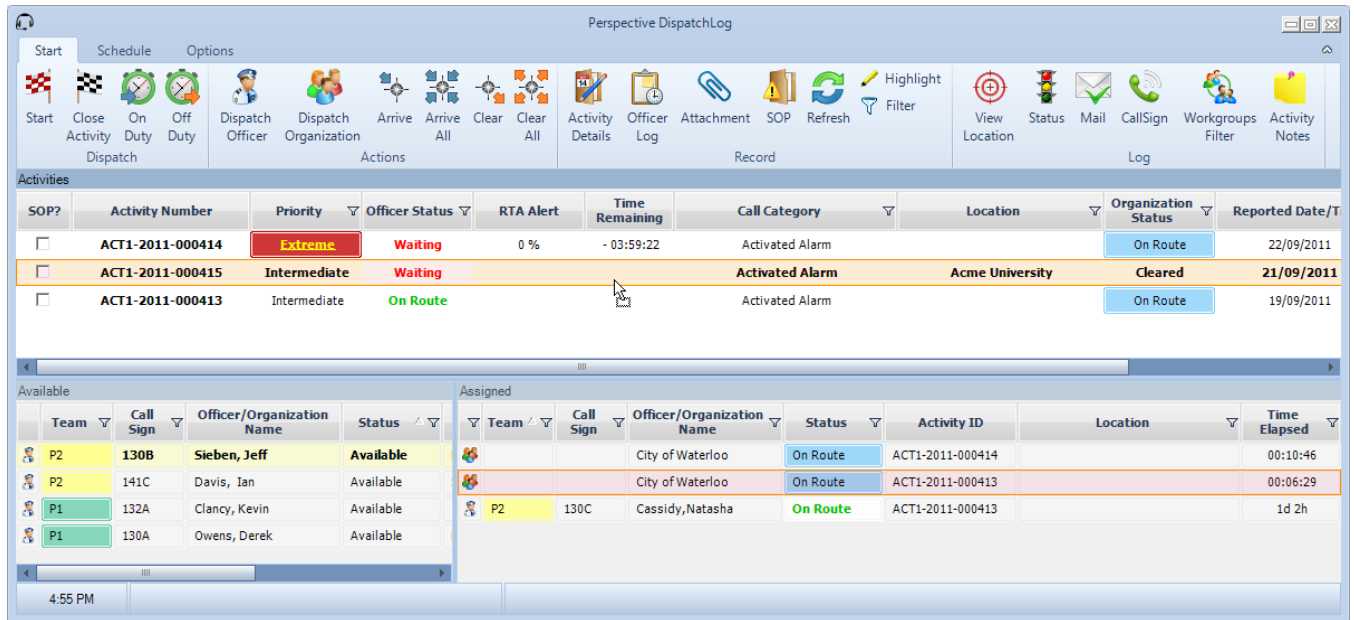 Perspective DispatchLog
Start Schedule Options
Start Close Activity On Duty Off Duty Dispatch Officer Dispatch Organization Arrive Arrive All Clear Clear All Activity Details Officer Log Attachment SOP Refresh Highlight Filter View Location Status Mail CallSign Workgroups Filter Activity Notes
Dispatch Actions Record Log
Activities
SOP? Activity Number Priority Officer Status RTA Alert Time Remaining Call Category Location Organization Status Reported Date/Ti
ACT1-2011-000414 Extreme Waiting 0 % - 03:59:22 Activated Alarm On Route 22/09/2011
ACT1-2011-000415 Intermediate Waiting Activated Alarm Acme University Cleared 21/09/2011
ACT1-2011-000413 Intermediate On Route Activated Alarm On Route 19/09/2011
Available
Team Call Sign Officer/Organization Name Status
P2 130B Sieben, Jeff Available
P2 141C Davis, Ian Available
P1 132A Clancy, Kevin Available
P1 130A Owens, Derek Available
Assigned
Team Call Sign Officer/Organization Name Status Activity ID Location Time Elapsed
City of Waterloo On Route ACT1-2011-000414 00:10:46
City of Waterloo On Route ACT1-2011-000413 00:06:29
P2 130C Cassidy,Natasha On Route ACT1-2011-000413 1d 2h
4:55 PM